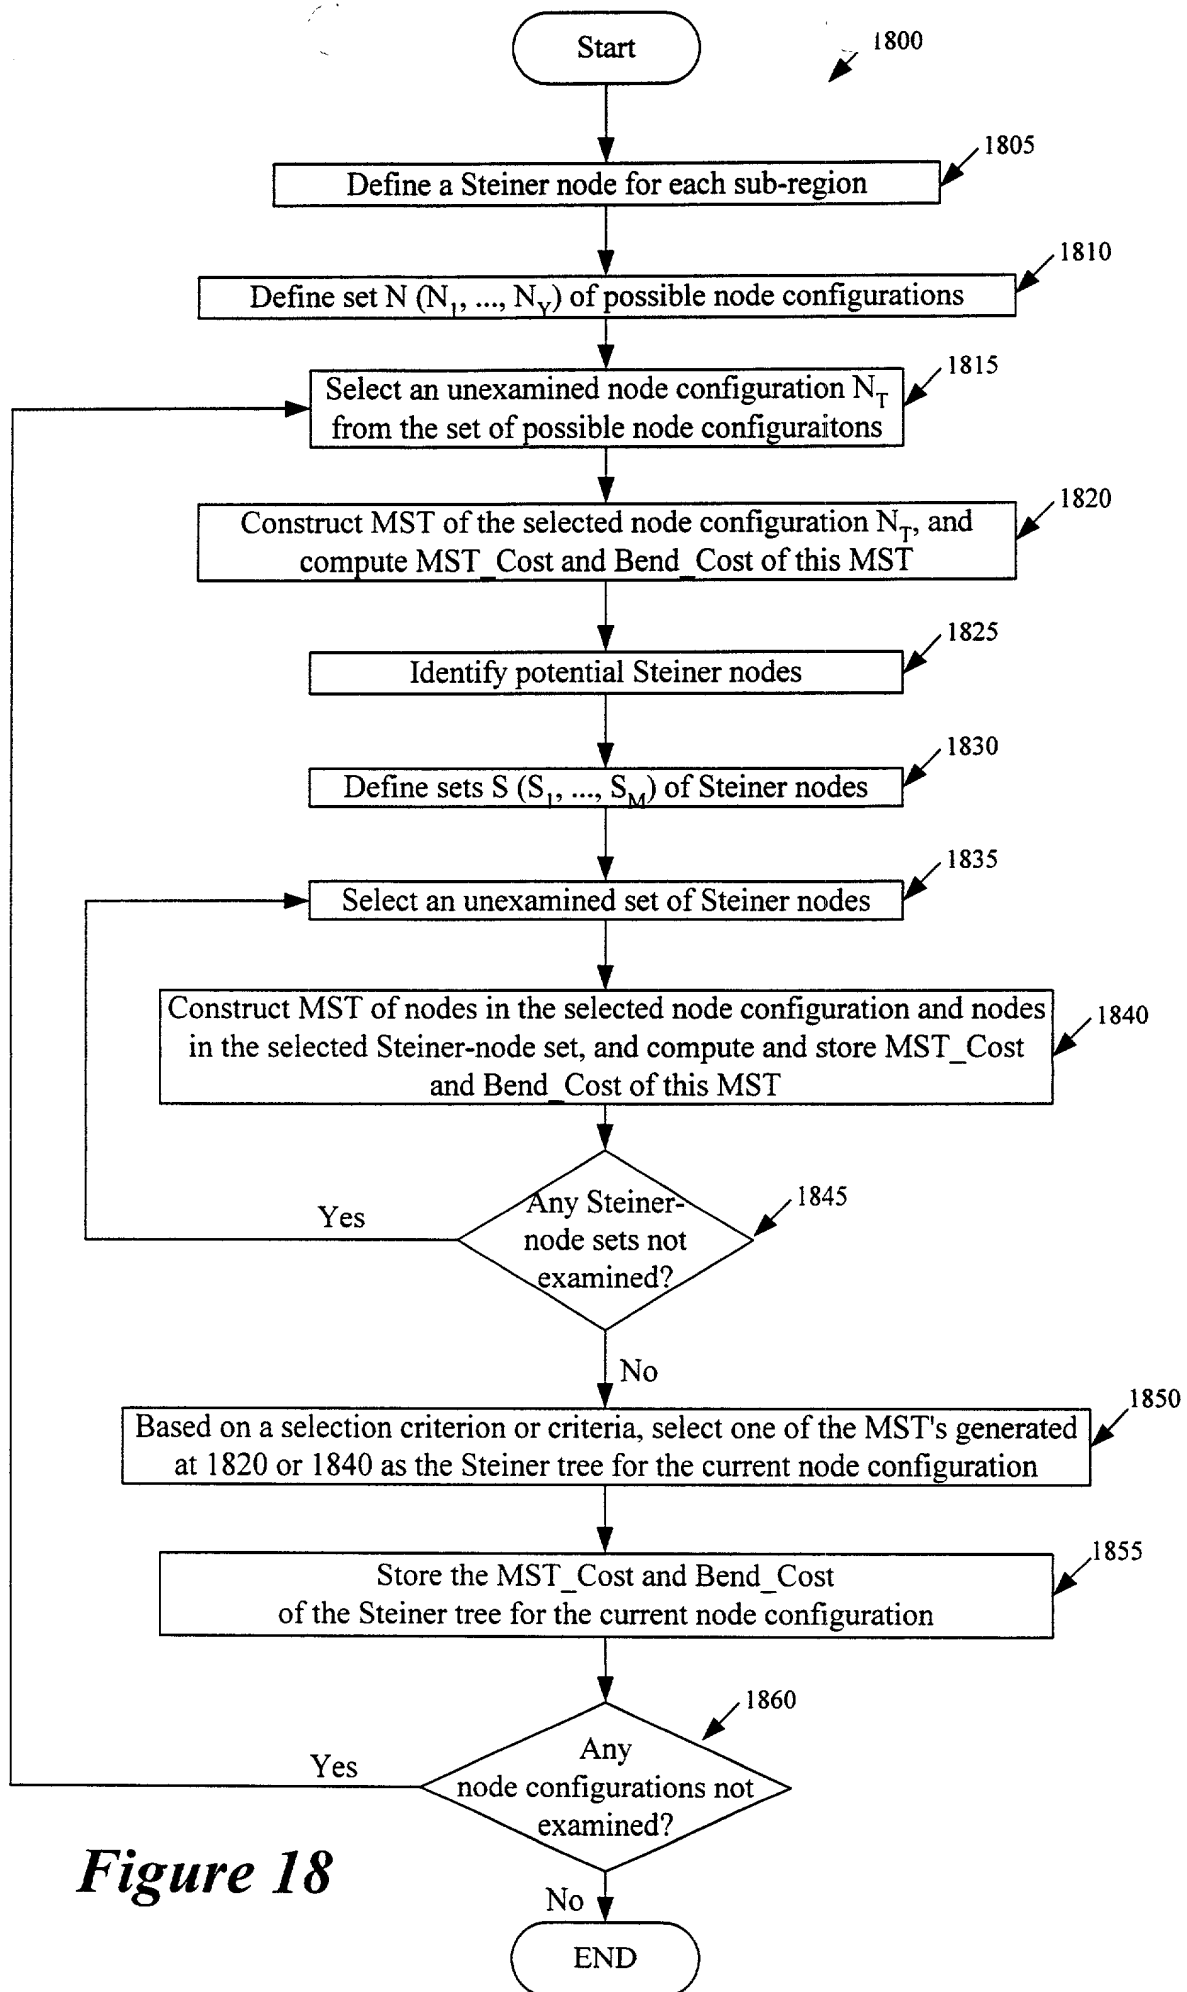 Start
1800
1805
Define a Steiner node for each sub-region
1810
Define set N (N1, ..., NY) of possible node configurations
1815
Select an unexamined node configuration NT
from the set of possible node configuraitons
1820
Construct MST of the selected node configuration NT, and
compute MST_Cost and Bend_Cost of this MST
1825
Identify potential Steiner nodes
1830
Define sets S (S1, ..., SM) of Steiner nodes
1835
Select an unexamined set of Steiner nodes
1840
Construct MST of nodes in the selected node configuration and nodes
in the selected Steiner-node set, and compute and store MST_Cost
and Bend_Cost of this MST
1845
Any Steiner-
node sets not
examined?
Yes
No
1850
Based on a selection criterion or criteria, select one of the MST's generated
at 1820 or 1840 as the Steiner tree for the current node configuration
1855
Store the MST_Cost and Bend_Cost
of the Steiner tree for the current node configuration
1860
Any
node configurations not
examined?
Yes
Figure 18
No
END